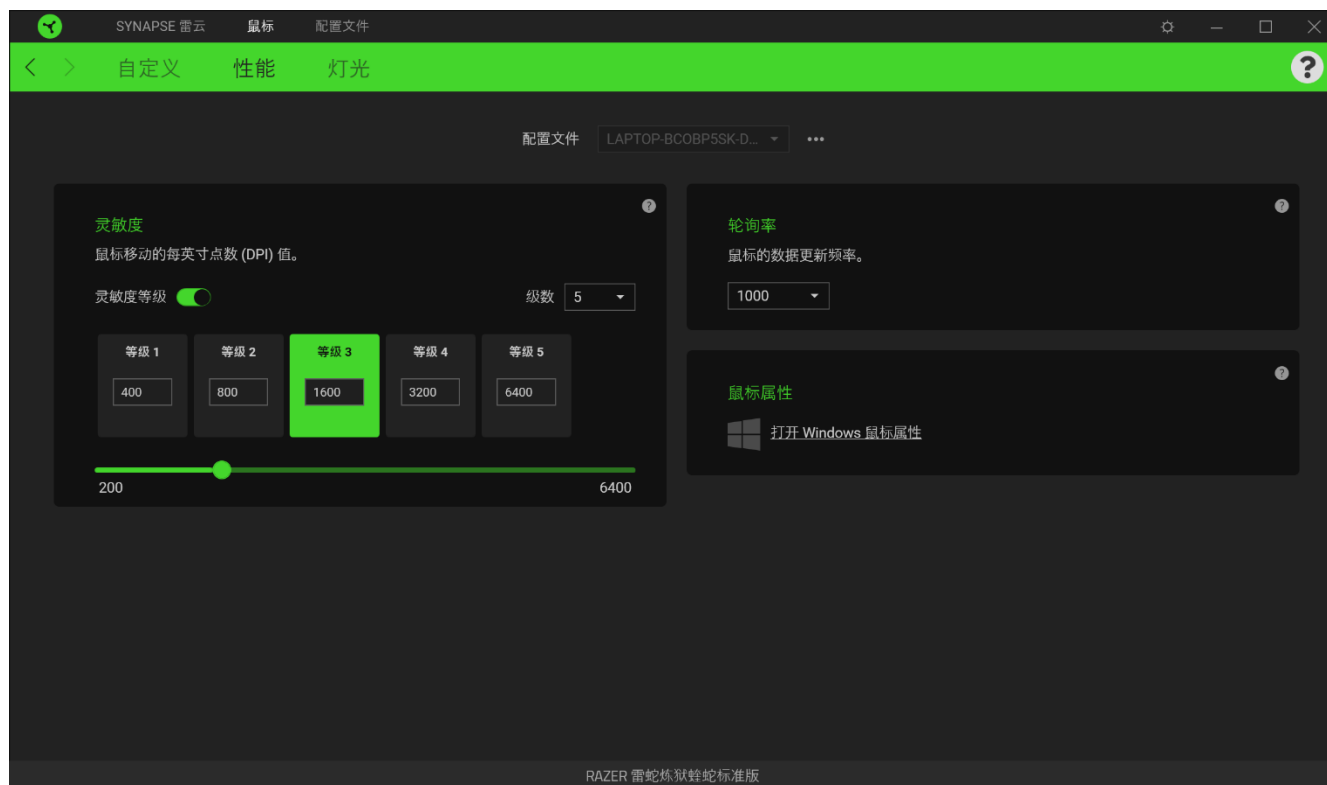 SYNAPSE 雷云 鼠标 配置文件
自定义 性能 灯光 ?
配置文件 LAPTOP-BCOBP5SK-D... •••
灵敏度 ?
鼠标移动的每英寸点数 (DPI) 值。
灵敏度等级 级数 5
等级 1 等级 2 等级 3 等级 4 等级 5
400 800 1600 3200 6400
200 6400
轮询率 ?
鼠标的数据更新频率。
1000
鼠标属性 ?
打开 Windows 鼠标属性
RAZER 雷蛇炼狱蝰蛇标准版